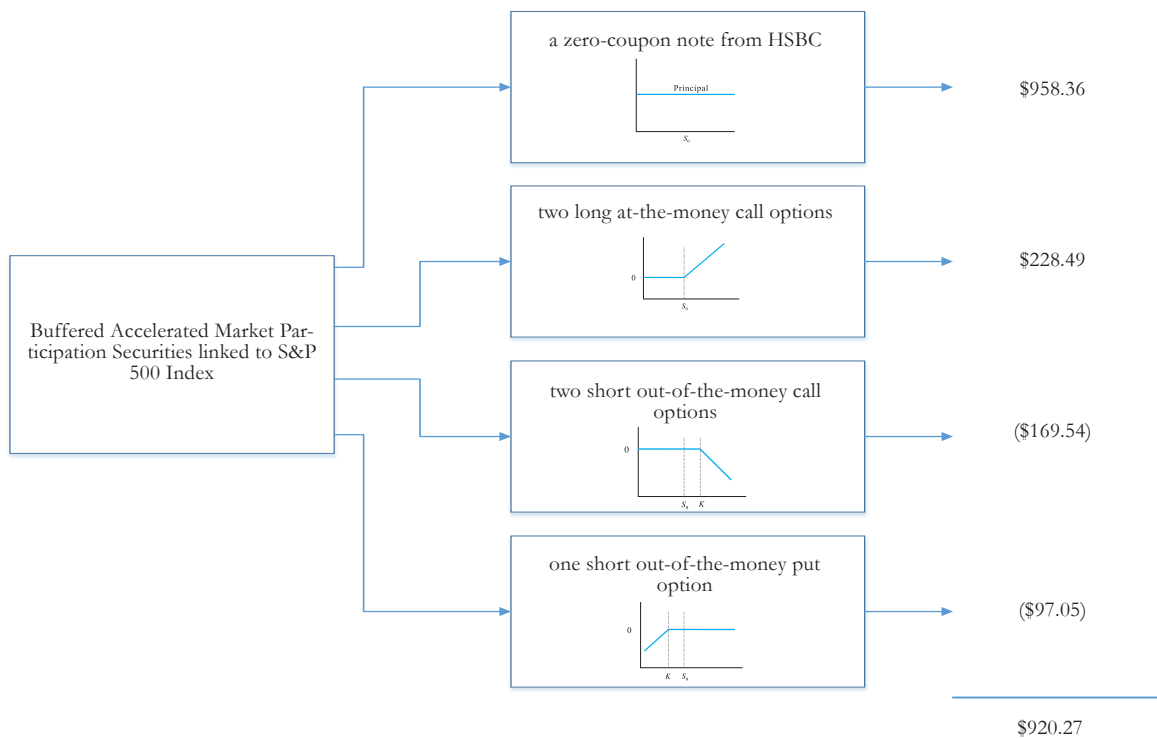 a zero-coupon note from HSBC
Principal
S₀
$958.36
two long at-the-money call options
0
S₀
$228.49
Buffered Accelerated Market Par-
ticipation Securities linked to S&P
500 Index
two short out-of-the-money call
options
0
S₀ K
($169.54)
one short out-of-the-money put
option
0
K S₀
($97.05)
$920.27